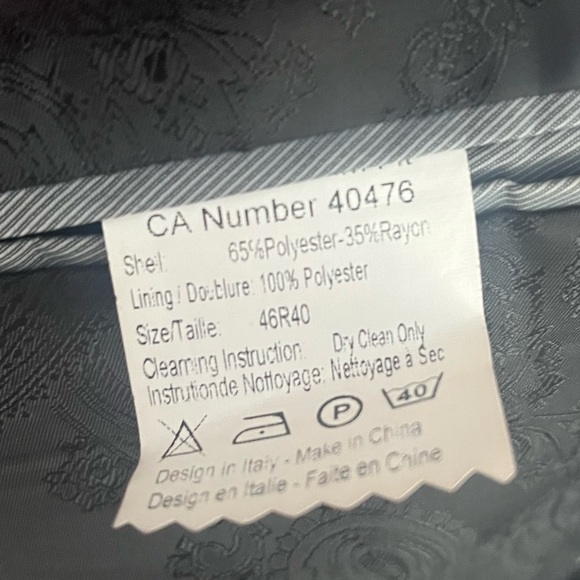 CA Number 40476
Shell: 65%Polyester-35%Rayon
Lining / Doublure: 100% Polyester
Size/Taille: 46R40
Cleaming Instruction Dry Clean Only
Instrutionde Nottoyage: Nettoyage à Sec
P 40
Design in Italy - Make in China
Design en Italie - Faite en Chine